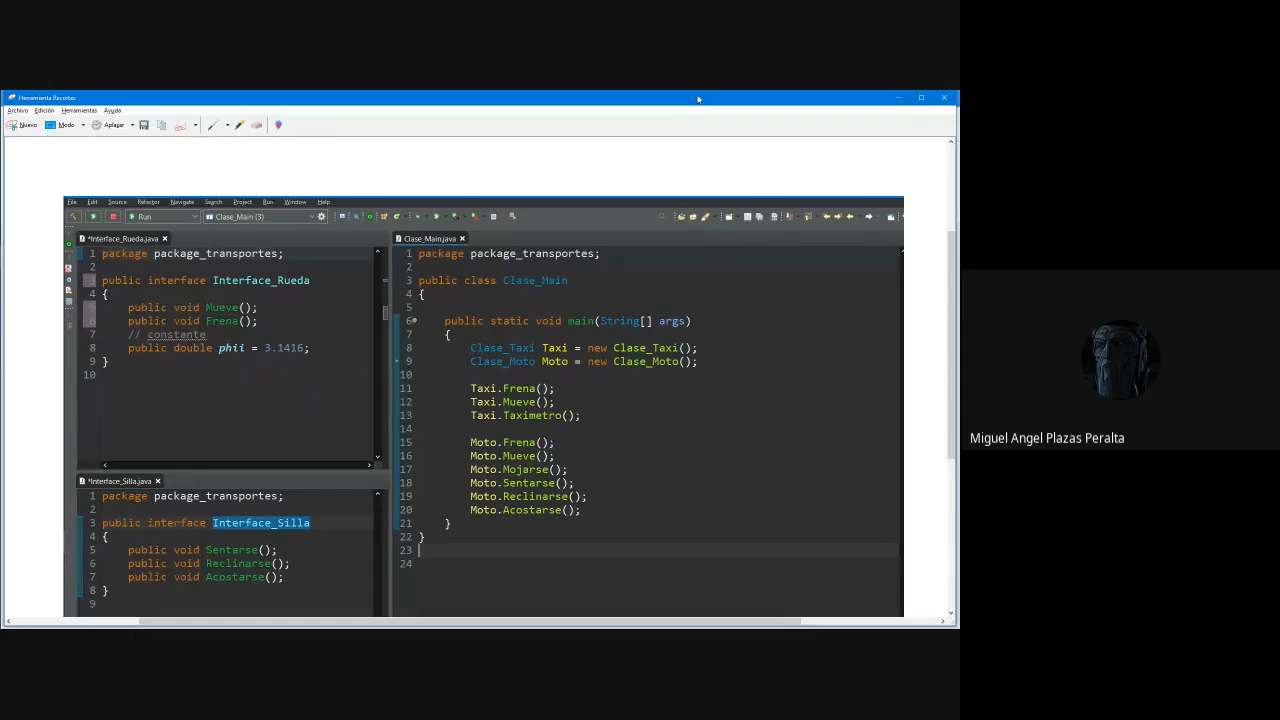 Herramienta Recortes
Archivo Edición Herramientas Ayuda
Nuevo Modo Aplazar
File Edit Source Refactor Navigate Search Project Run Window Help
Run Clase_Main (3)
*Interface_Rueda.java
1 package package_transportes;
2
3 public interface Interface_Rueda
4 {
5 public void Mueve();
6 public void Frena();
7 // constante
8 public double phii = 3.1416;
9 }
10
*Interface_Silla.java
1 package package_transportes;
2
3 public interface Interface_Silla
4 {
5 public void Sentarse();
6 public void Reclinarse();
7 public void Acostarse();
8 }
9
Clase_Main.java
1 package package_transportes;
2
3 public class Clase_Main
4 {
5
6 public static void main(String[] args)
7 {
8 Clase_Taxi Taxi = new Clase_Taxi();
9 Clase_Moto Moto = new Clase_Moto();
10
11 Taxi.Frena();
12 Taxi.Mueve();
13 Taxi.Taximetro();
14
15 Moto.Frena();
16 Moto.Mueve();
17 Moto.Mojarse();
18 Moto.Sentarse();
19 Moto.Reclinarse();
20 Moto.Acostarse();
21 }
22 }
23
24
Miguel Angel Plazas Peralta